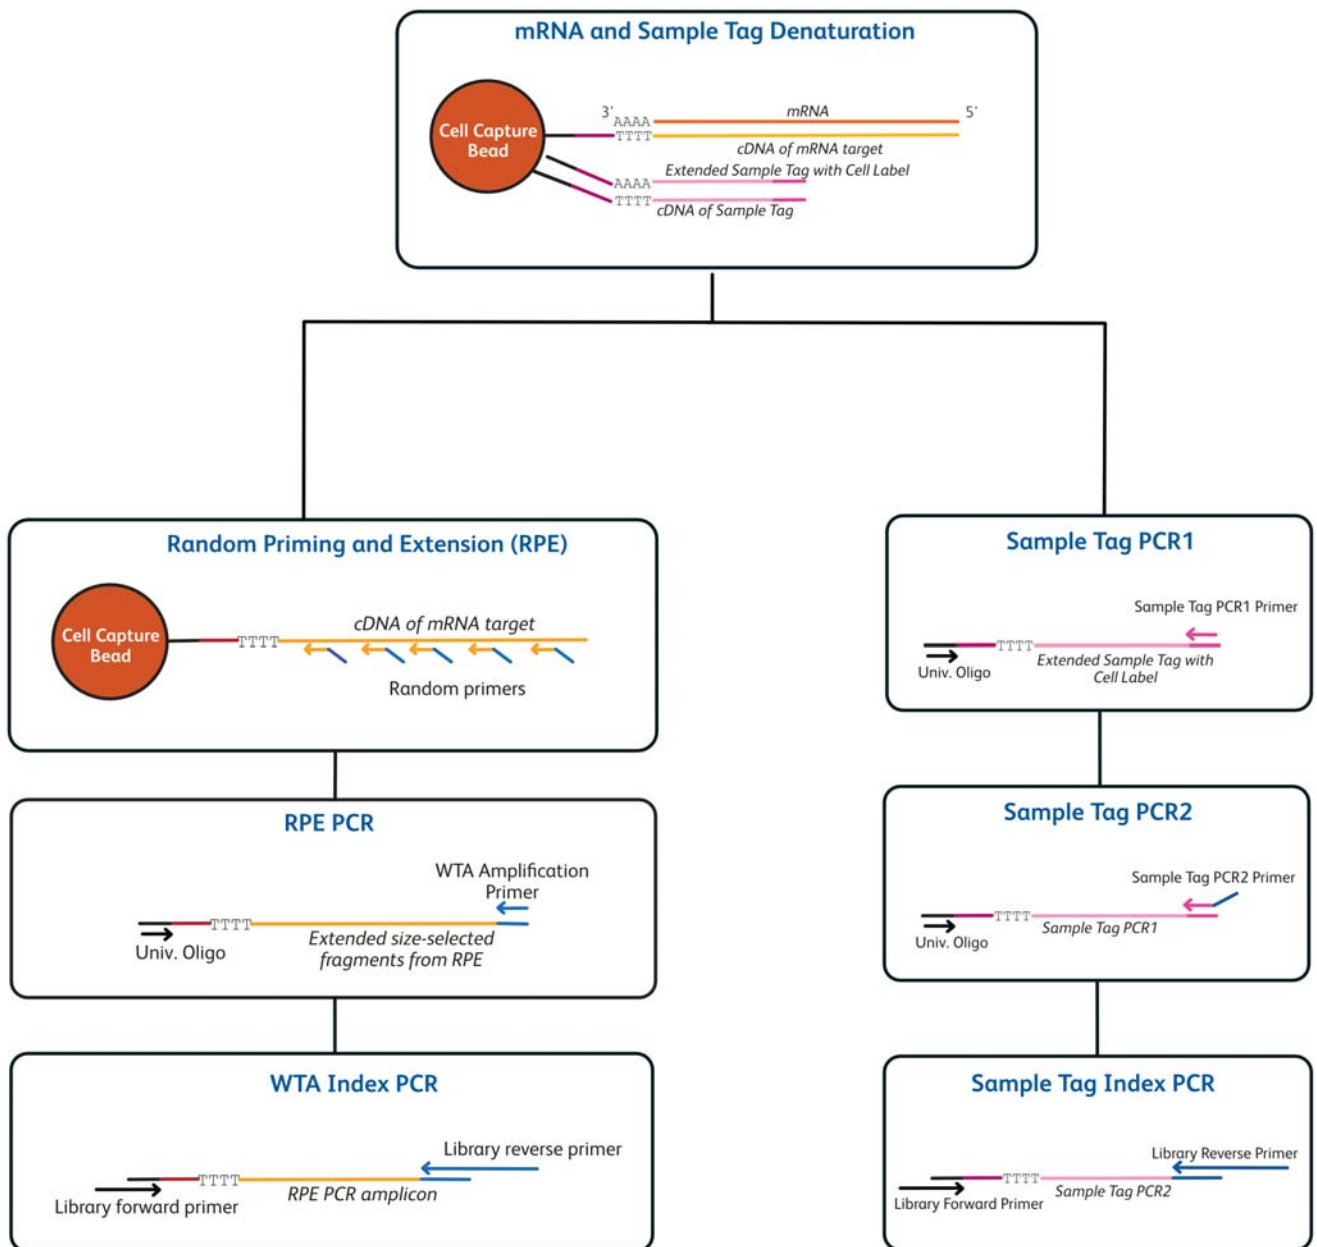 mRNA and Sample Tag Denaturation
Cell Capture
Bead
3'
AAAA
mRNA
5'
TTTT
cDNA of mRNA target
Extended Sample Tag with Cell Label
AAAA
TTTT
cDNA of Sample Tag
Random Priming and Extension (RPE)
Cell Capture
Bead
cDNA of mRNA target
TTTT
Random primers
RPE PCR
WTA Amplification
Primer
TTTT
Univ. Oligo
Extended size-selected
fragments from RPE
WTA Index PCR
Library reverse primer
TTTT
RPE PCR amplicon
Library forward primer
Sample Tag PCR1
Sample Tag PCR1 Primer
TTTT
Univ. Oligo
Extended Sample Tag with
Cell Label
Sample Tag PCR2
Sample Tag PCR2 Primer
TTTT
Univ. Oligo
Sample Tag PCR1
Sample Tag Index PCR
Library Reverse Primer
TTTT
Sample Tag PCR2
Library Forward Primer